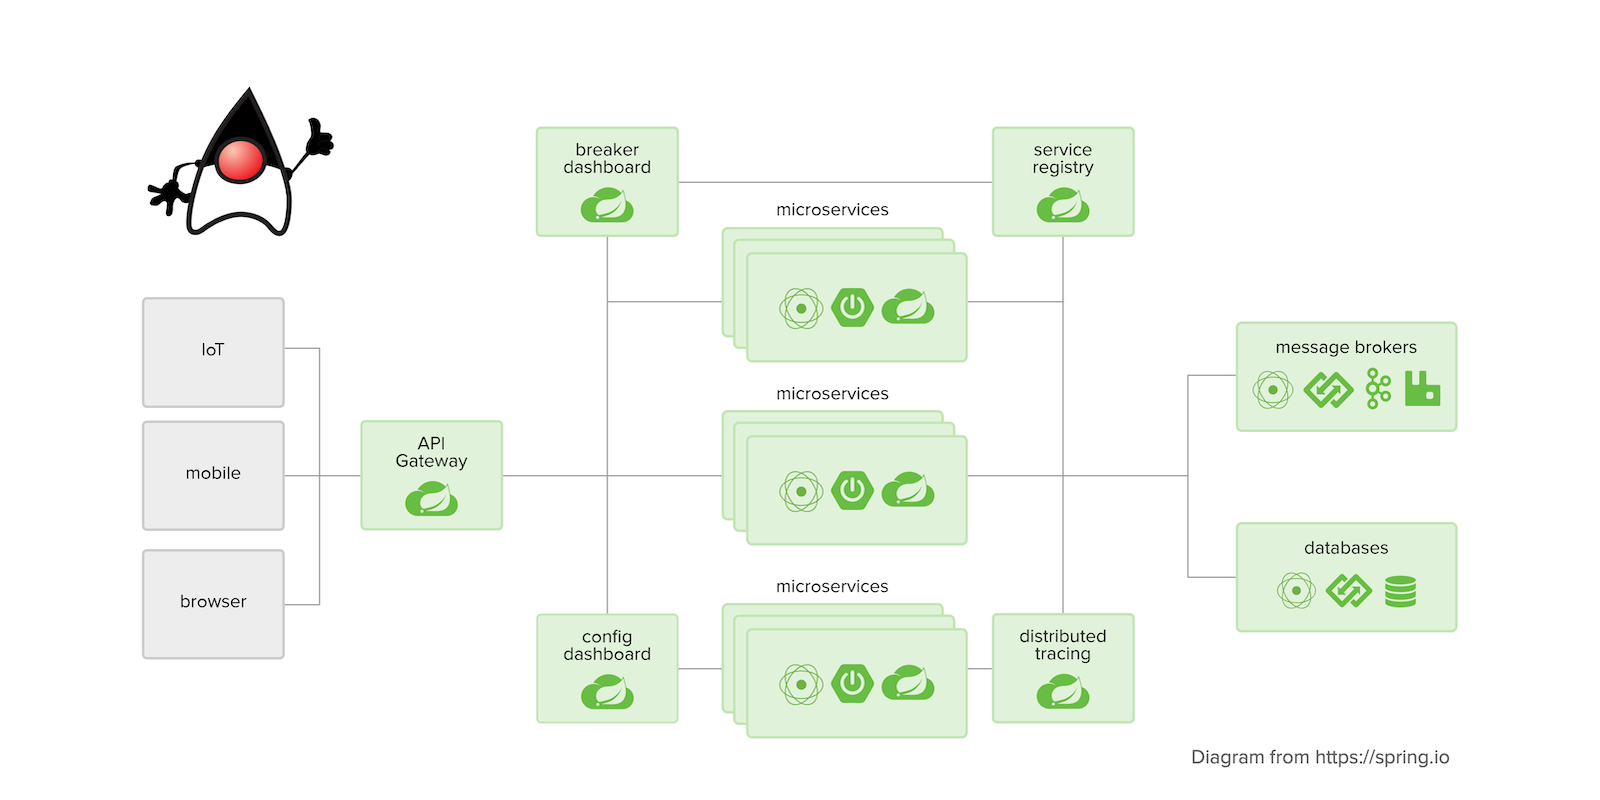 breaker
dashboard
service
registry
microservices
IoT
message brokers
microservices
API
Gateway
mobile
databases
microservices
browser
config
dashboard
distributed
tracing
Diagram from https://spring.io